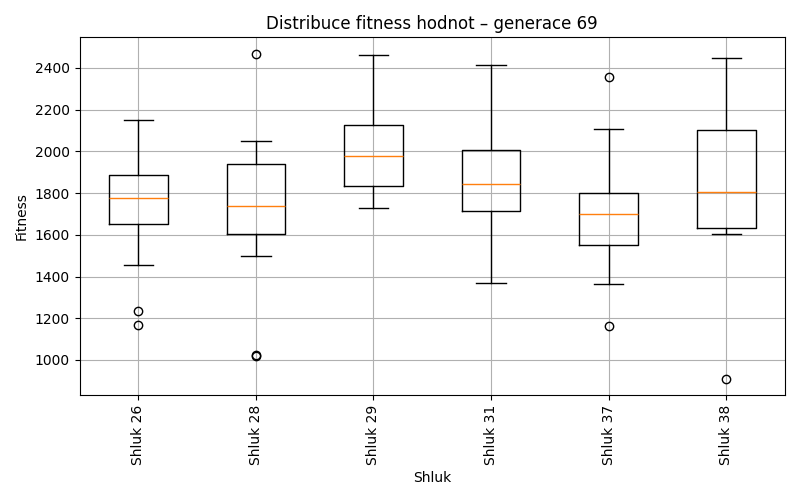 Distribuce fitness hodnot – generace 69
Fitness
2400
2200
2000
1800
1600
1400
1200
1000
Shluk 26
Shluk 28
Shluk 29
Shluk 31
Shluk 37
Shluk 38
Shluk